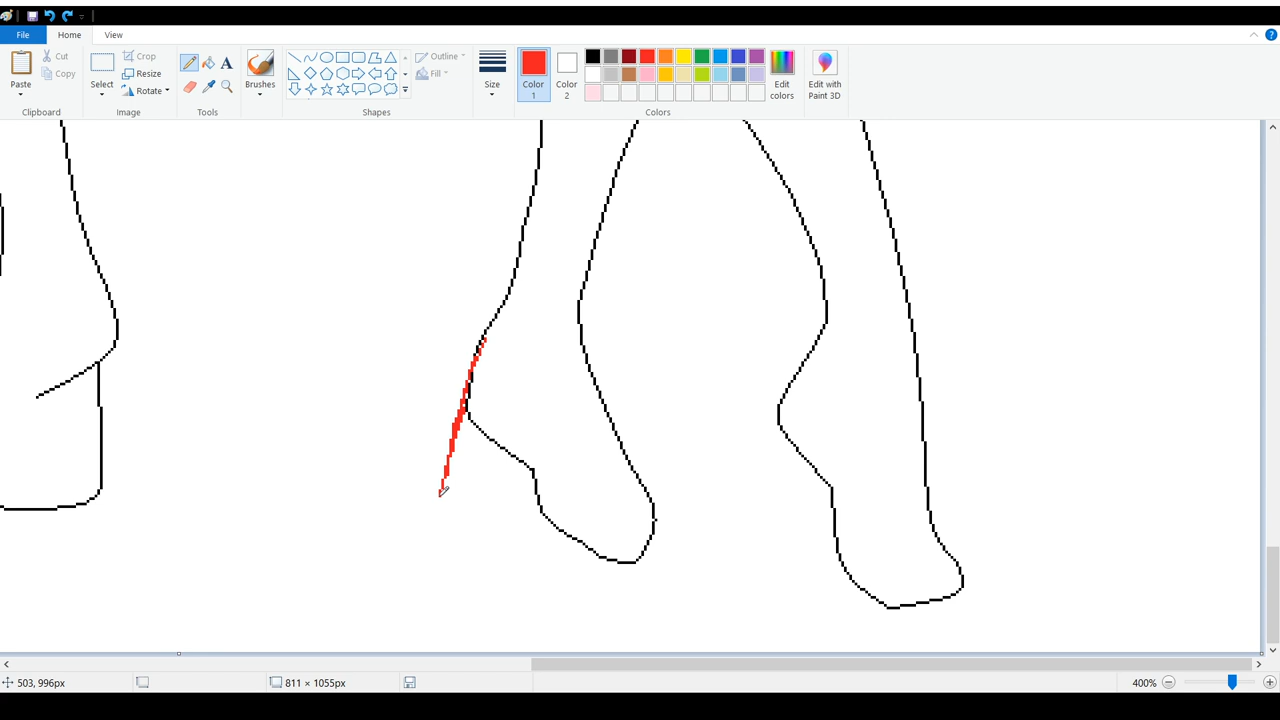 File Home View
Paste
Cut
Copy
Clipboard
Select
Crop
Resize
Rotate
Image
Tools
Brushes
Shapes
Outline
Fill
Size
Color 1
Color 2
Colors
Edit colors
Edit with Paint 3D
503, 996px
811 × 1055px
400%